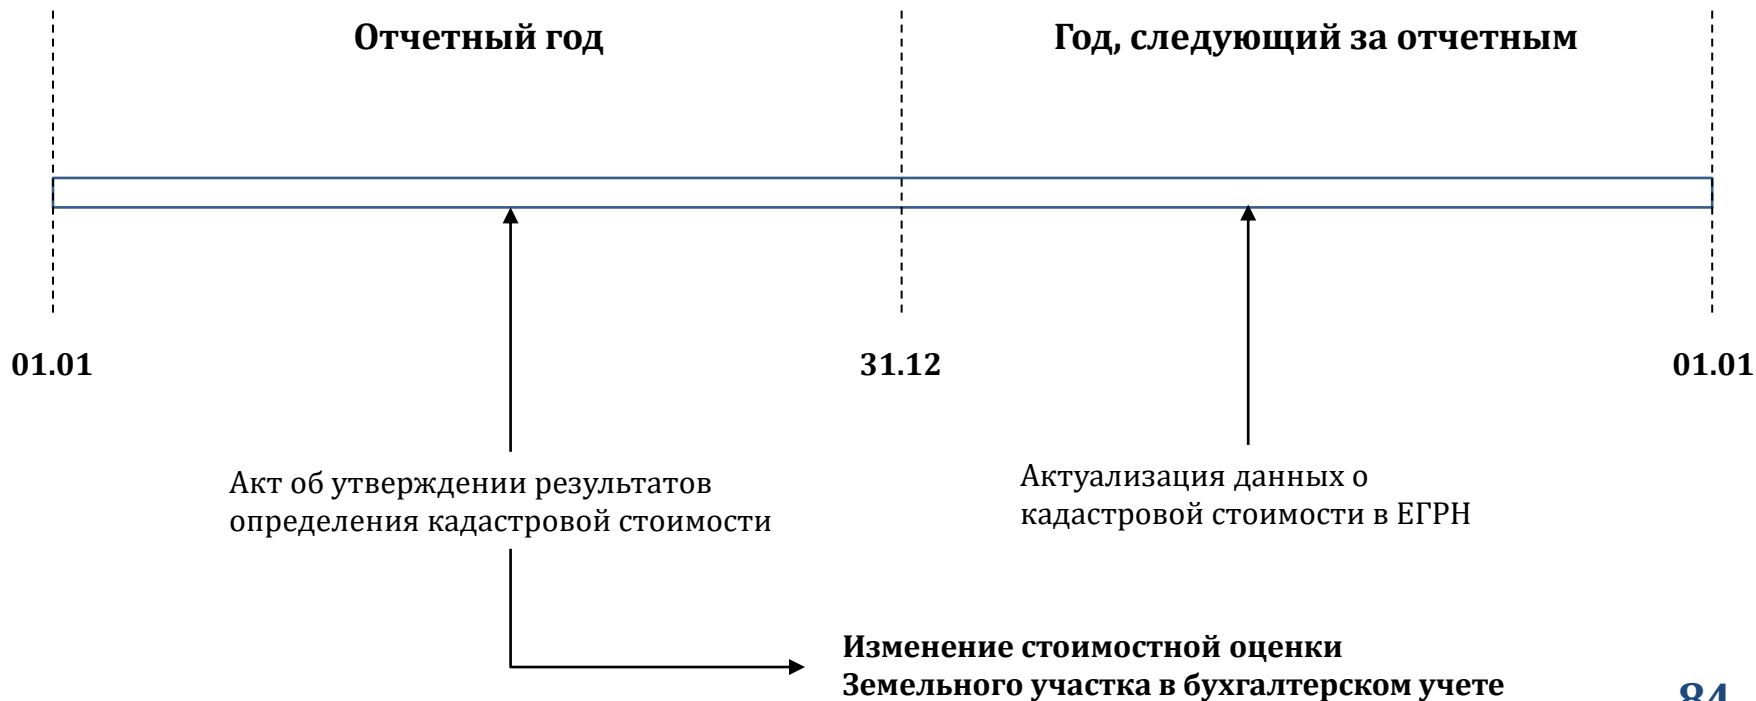 Отчетный год
Год, следующий за отчетным
01.01
31.12
01.01
Акт об утверждении результатов
определения кадастровой стоимости
Актуализация данных о
кадастровой стоимости в ЕГРН
Изменение стоимостной оценки
Земельного участка в бухгалтерском учете
84